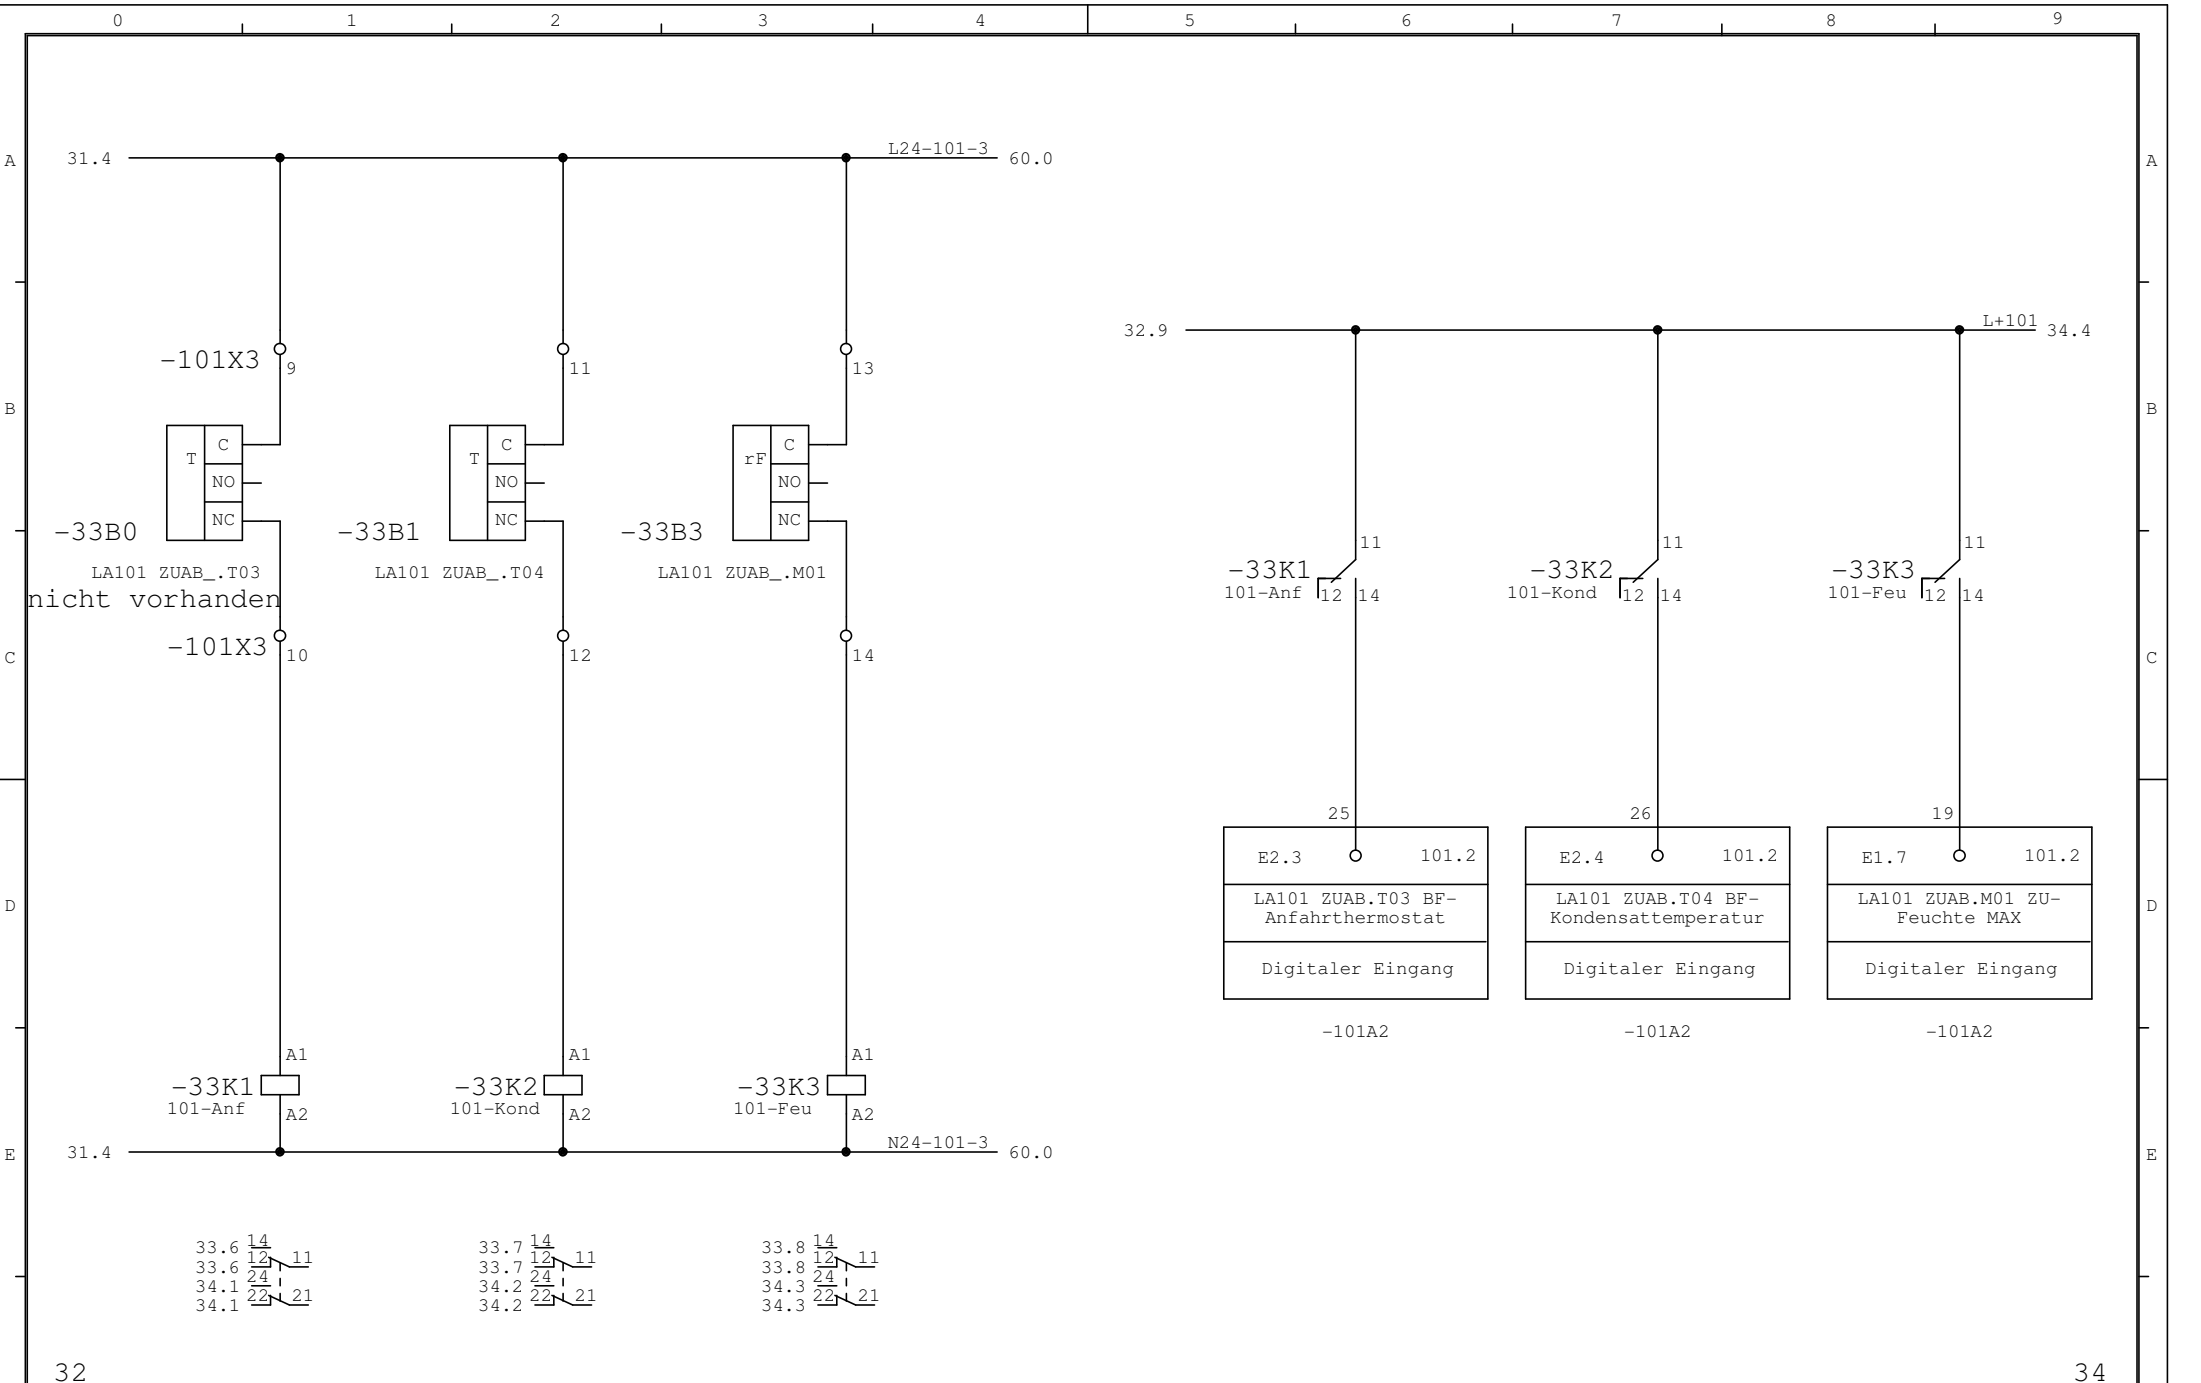 0 1 2 3 4 5 6 7 8 9
A 31.4 L24-101-3 60.0 A
32.9 L+101 34.4
-101X3 9 11 13
B B
C C C
T T rF
NO NO NO
NC NC NC
-33B0 -33B1 -33B3
LA101 ZUAB_.T03 LA101 ZUAB_.T04 LA101 ZUAB_.M01
nicht vorhanden
11 11 11
-33K1 -33K2 -33K3
101-Anf 12 14 101-Kond 12 14 101-Feu 12 14
-101X3 10 12 14
C C
25 26 19
E2.3 101.2 E2.4 101.2 E1.7 101.2
D D
LA101 ZUAB.T03 BF-
Anfahrthermostat
LA101 ZUAB.T04 BF-
Kondensattemperatur
LA101 ZUAB.M01 ZU-
Feuchte MAX
Digitaler Eingang Digitaler Eingang Digitaler Eingang
-101A2 -101A2 -101A2
A1 A1 A1
-33K1 -33K2 -33K3
101-Anf 101-Kond 101-Feu
A2 A2 A2
E 31.4 N24-101-3 60.0 E
33.6 14 33.7 14 33.8 14
33.6 12 11 33.7 12 11 33.8 12 11
34.1 24 34.2 24 34.3 24
34.1 22 21 34.2 22 21 34.3 22 21
32 34